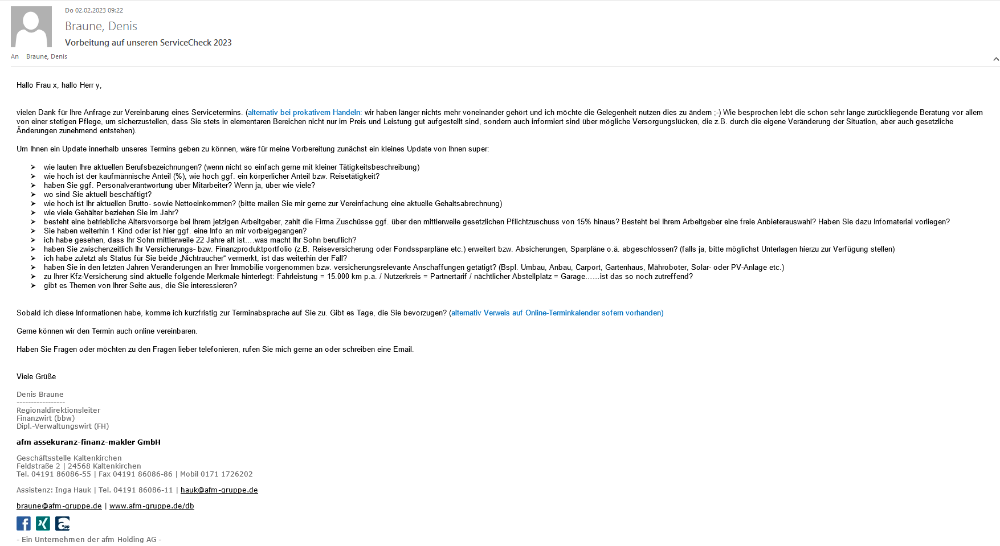 Do 02.02.2023 09:22
Braune, Denis
Vorbeitung auf unseren ServiceCheck 2023
An Braune, Denis
Hallo Frau x, hallo Herr y,
vielen Dank für Ihre Anfrage zur Vereinbarung eines Servicetermins. (alternativ bei prokativem Handeln: wir haben länger nichts mehr voneinander gehört und ich möchte die Gelegenheit nutzen dies zu ändern ;-) Wie besprochen lebt die schon sehr lange zurückliegende Beratung vor allem
von einer stetigen Pflege, um sicherzustellen, dass Sie stets in elementaren Bereichen nicht nur im Preis und Leistung gut aufgestellt sind, sondern auch informiert sind über mögliche Versorgungslücken, die z.B. durch die eigene Veränderung der Situation, aber auch gesetzliche
Änderungen zunehmend entstehen).
Um Ihnen ein Update innerhalb unseres Termins geben zu können, wäre für meine Vorbereitung zunächst ein kleines Update von Ihnen super:
➢ wie lauten Ihre aktuellen Berufsbezeichnungen? (wenn nicht so einfach gerne mit kleiner Tätigkeitsbeschreibung)
➢ wie hoch ist der kaufmännische Anteil (%), wie hoch ggf. ein körperlicher Anteil bzw. Reisetätigkeit?
➢ haben Sie ggf. Personalverantwortung über Mitarbeiter? Wenn ja, über wie viele?
➢ wo sind Sie aktuell beschäftigt?
➢ wie hoch ist Ihr aktuellen Brutto- sowie Nettoeinkommen? (bitte mailen Sie mir gerne zur Vereinfachung eine aktuelle Gehaltsabrechnung)
➢ wie viele Gehälter beziehen Sie im Jahr?
➢ besteht eine betriebliche Altersvorsorge bei Ihrem jetzigen Arbeitgeber, zahlt die Firma Zuschüsse ggf. über den mittlerweile gesetzlichen Pflichtzuschuss von 15% hinaus? Besteht bei Ihrem Arbeitgeber eine freie Anbieterauswahl? Haben Sie dazu Infomaterial vorliegen?
➢ Sie haben weiterhin 1 Kind oder ist hier ggf. eine Info an mir vorbeigegangen?
➢ ich habe gesehen, dass Ihr Sohn mittlerweile 22 Jahre alt ist….was macht Ihr Sohn beruflich?
➢ haben Sie zwischenzeitlich Ihr Versicherungs- bzw. Finanzproduktportfolio (z.B. Reiseversicherung oder Fondssparpläne etc.) erweitert bzw. Absicherungen, Sparpläne o.ä. abgeschlossen? (falls ja, bitte möglichst Unterlagen hierzu zur Verfügung stellen)
➢ ich habe zuletzt als Status für Sie beide „Nichtraucher“ vermerkt, ist das weiterhin der Fall?
➢ haben Sie in den letzten Jahren Veränderungen an Ihrer Immobilie vorgenommen bzw. versicherungsrelevante Anschaffungen getätigt? (Bspl. Umbau, Anbau, Carport, Gartenhaus, Mähroboter, Solar- oder PV-Anlage etc.)
➢ zu Ihrer Kfz-Versicherung sind aktuelle folgende Merkmale hinterlegt: Fahrleistung = 15.000 km p.a. / Nutzerkreis = Partnertarif / nächtlicher Abstellplatz = Garage……ist das so noch zutreffend?
➢ gibt es Themen von Ihrer Seite aus, die Sie interessieren?
Sobald ich diese Informationen habe, komme ich kurzfristig zur Terminabsprache auf Sie zu. Gibt es Tage, die Sie bevorzugen? (alternativ Verweis auf Online-Terminkalender sofern vorhanden)
Gerne können wir den Termin auch online vereinbaren.
Haben Sie Fragen oder möchten zu den Fragen lieber telefonieren, rufen Sie mich gerne an oder schreiben eine Email.
Viele Grüße
Denis Braune
-----------------
Regionaldirektionsleiter
Finanzwirt (bbw)
Dipl.-Verwaltungswirt (FH)
afm assekuranz-finanz-makler GmbH
Geschäftsstelle Kaltenkirchen
Feldstraße 2 | 24568 Kaltenkirchen
Tel. 04191 86086-55 | Fax 04191 86086-86 | Mobil 0171 1726202
Assistenz: Inga Hauk | Tel. 04191 86086-11 | hauk@afm-gruppe.de
braune@afm-gruppe.de | www.afm-gruppe.de/db
f X app
- Ein Unternehmen der afm Holding AG -